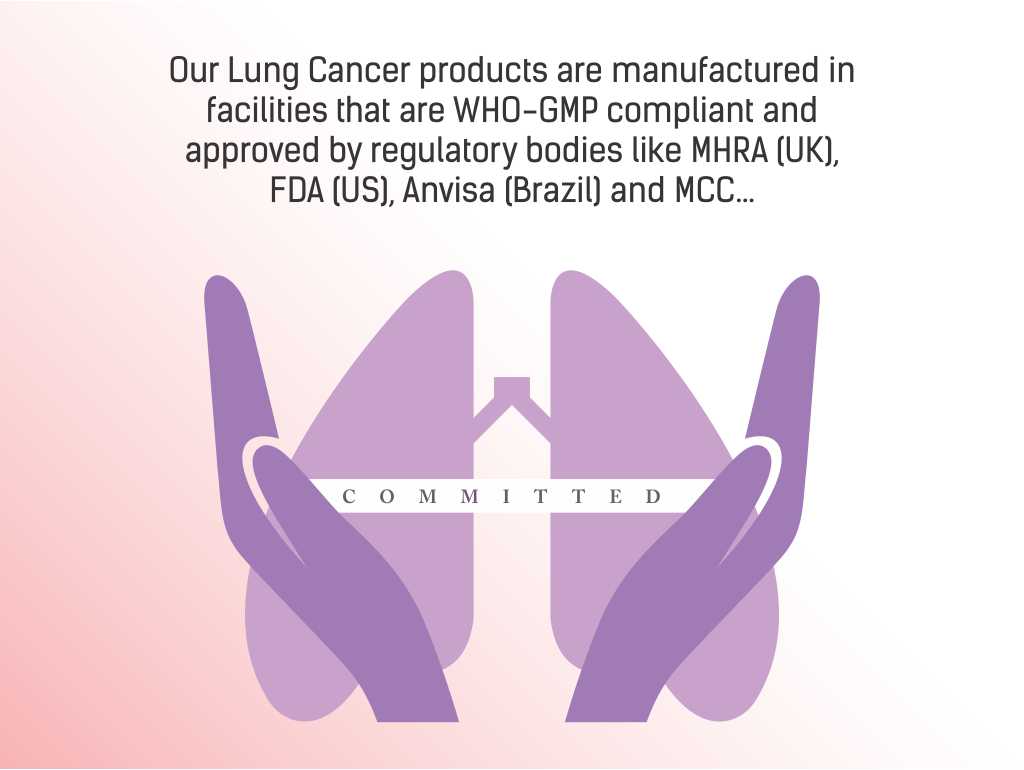 Our Lung Cancer products are manufactured in
facilities that are WHO-GMP compliant and
approved by regulatory bodies like MHRA (UK),
FDA (US), Anvisa (Brazil) and MCC...
COMMITTED